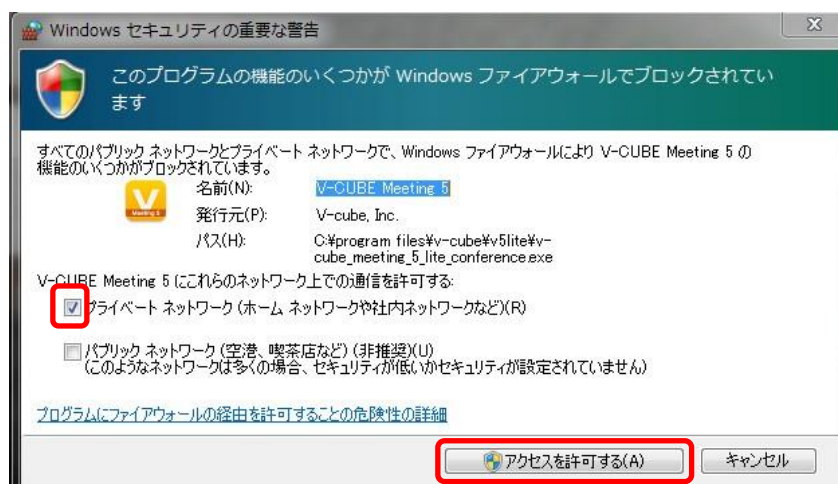 Windows セキュリティの重要な警告
このプログラムの機能のいくつかが Windows ファイアウォールでブロックされてい
ます
すべてのパブリック ネットワークとプライベート ネットワークで、Windows ファイアウォールにより V-CUBE Meeting 5 の
機能のいくつかがブロックされています。
名前(N): V-CUBE Meeting 5
発行元(P): V-cube, Inc.
パス(H): C:¥program files¥v-cube¥v5lite¥v-
cube_meeting_5_lite_conference.exe
V-CUBE Meeting 5 にこれらのネットワーク上での通信を許可する:
プライベート ネットワーク (ホーム ネットワークや社内ネットワークなど)(R)
パブリック ネットワーク (空港、喫茶店など) (非推奨)(U)
(このようなネットワークは多くの場合、セキュリティが低いかセキュリティが設定されていません)
プログラムにファイアウォールの経由を許可することの危険性の詳細
アクセスを許可する(A) キャンセル